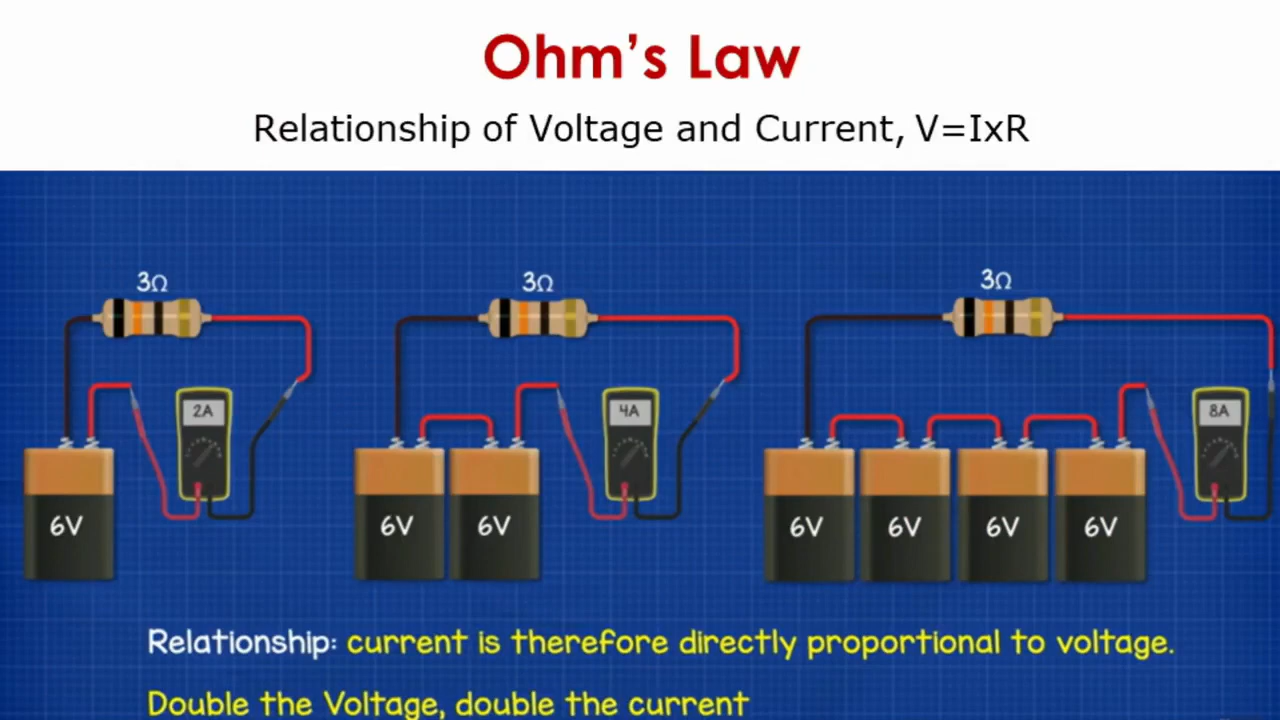 Ohm's Law
Relationship of Voltage and Current, V=IxR
3Ω
3Ω
3Ω
2A
4A
8A
6V
6V
6V
6V
6V
6V
6V
Relationship: current is therefore directly proportional to voltage.
Double the Voltage, double the current